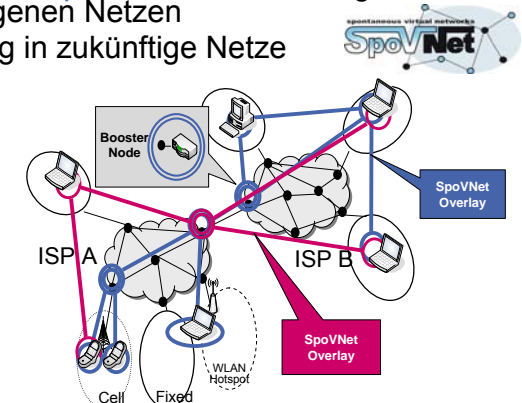 genen Netzen
g in zukünftige Netze
spontaneous virtual networks
SpoVNet
Booster
Node
SpoVNet
Overlay
ISP A
ISP B
SpoVNet
Overlay
WLAN
Hotspot
Cell
Fixed